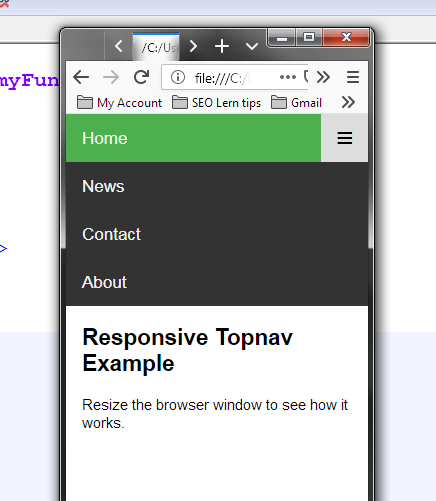 myFun
>
/C:/Us
file:///C:/
My Account
SEO Lern tips
Gmail
Home
News
Contact
About
Responsive Topnav
Example
Resize the browser window to see how it
works.